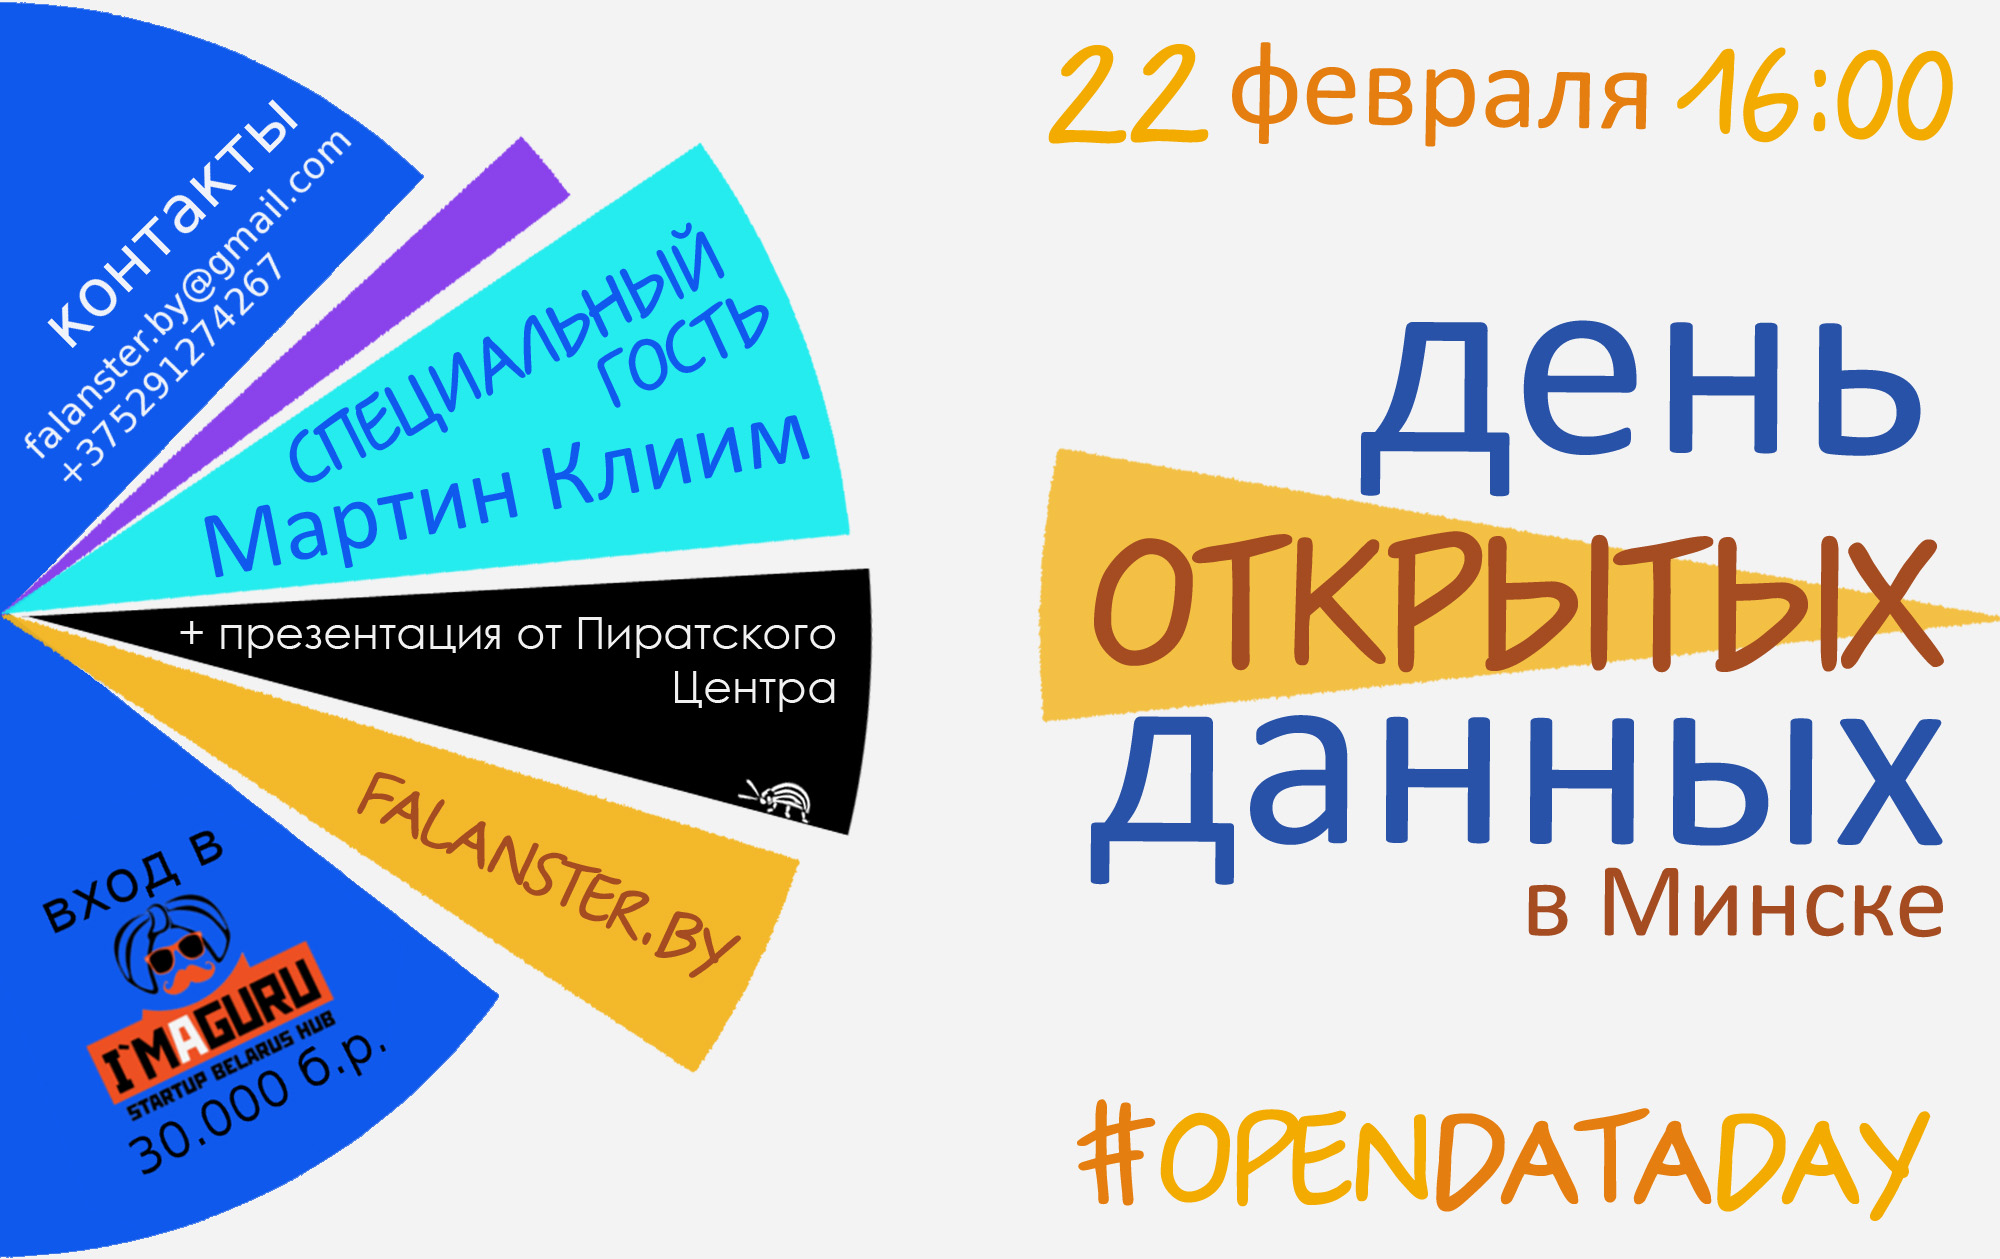 контакты
falanster.by@gmail.com
+375291274267
СПЕЦИАЛЬНЫЙ
ГОСТЬ
Мартин Клиим
+ презентация от Пиратского
Центра
FALANSTER.BY
вход в
I`MAGURU
STARTUP BELARUS HUB
30.000 б.р.
22 февраля 16:00
день
ОТКРЫТЫХ
данных
в Минске
#OPENDATADAY